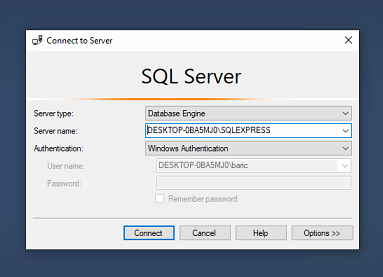 Connect to Server
SQL Server
Server type: Database Engine
Server name: DESKTOP-0BA5MJ0\SQLEXPRESS
Authentication: Windows Authentication
User name: DESKTOP-0BA5MJ0\baric
Password:
Remember password
Connect Cancel Help Options >>